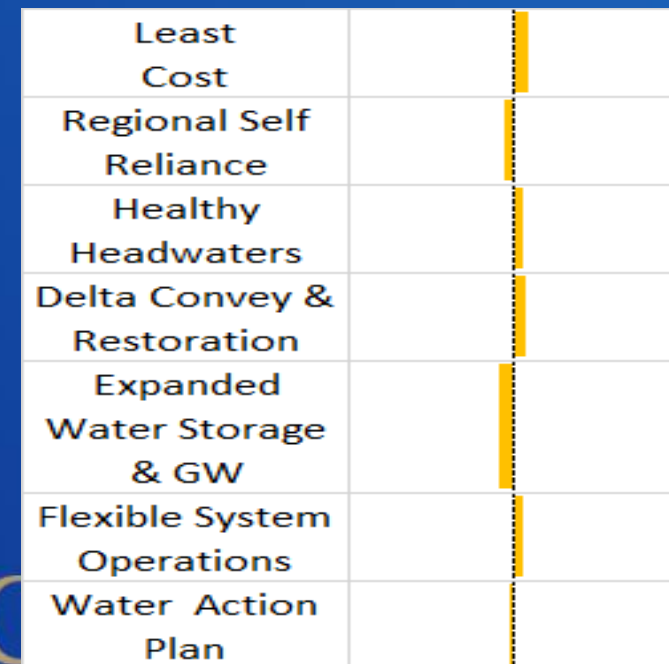 Least
Cost
Regional Self
Reliance
Healthy
Headwaters
Delta Convey &
Restoration
Expanded
Water Storage
& GW
Flexible System
Operations
Water Action
Plan